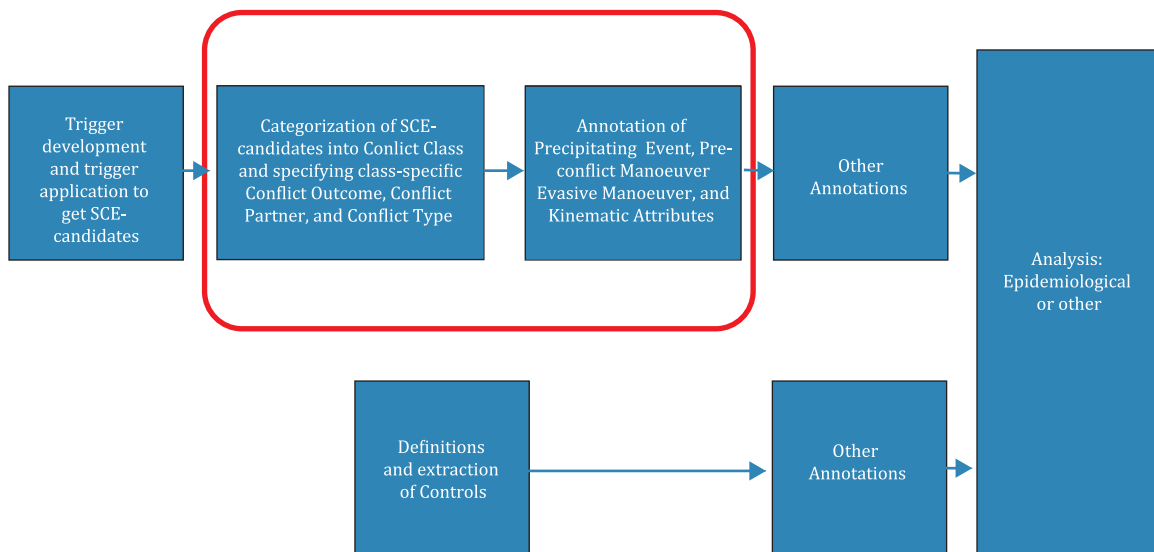 Trigger
development
and trigger
application to
get SCE-
candidates
Categorization of SCE-
candidates into Conlict Class
and specifying class-specific
Conflict Outcome, Conflict
Partner, and Conflict Type
Annotation of
Precipitating Event, Pre-
conflict Manoeuver
Evasive Manoeuver, and
Kinematic Attributes
Other
Annotations
Analysis:
Epidemiological
or other
Definitions
and extraction
of Controls
Other
Annotations